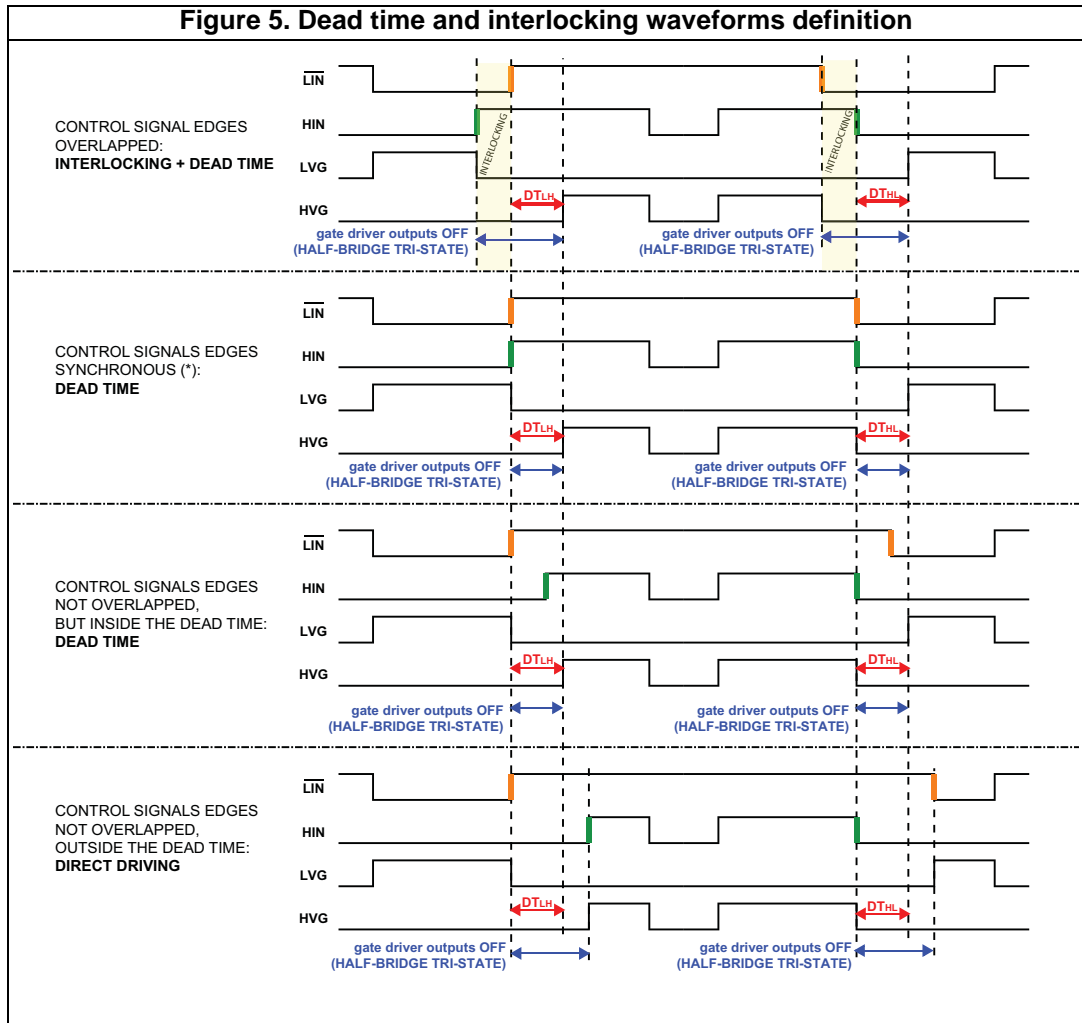 Figure 5. Dead time and interlocking waveforms definition
CONTROL SIGNAL EDGES
OVERLAPPED:
INTERLOCKING + DEAD TIME
LIN
HIN
LVG
HVG
INTERLOCKING
INTERLOCKING
DTLH
DTHL
gate driver outputs OFF
(HALF-BRIDGE TRI-STATE)
gate driver outputs OFF
(HALF-BRIDGE TRI-STATE)
CONTROL SIGNALS EDGES
SYNCHRONOUS (*):
DEAD TIME
LIN
HIN
LVG
HVG
DTLH
DTHL
gate driver outputs OFF
(HALF-BRIDGE TRI-STATE)
gate driver outputs OFF
(HALF-BRIDGE TRI-STATE)
CONTROL SIGNALS EDGES
NOT OVERLAPPED,
BUT INSIDE THE DEAD TIME:
DEAD TIME
LIN
HIN
LVG
HVG
DTLH
DTHL
gate driver outputs OFF
(HALF-BRIDGE TRI-STATE)
gate driver outputs OFF
(HALF-BRIDGE TRI-STATE)
CONTROL SIGNALS EDGES
NOT OVERLAPPED,
OUTSIDE THE DEAD TIME:
DIRECT DRIVING
LIN
HIN
LVG
HVG
DTLH
DTHL
gate driver outputs OFF
(HALF-BRIDGE TRI-STATE)
gate driver outputs OFF
(HALF-BRIDGE TRI-STATE)